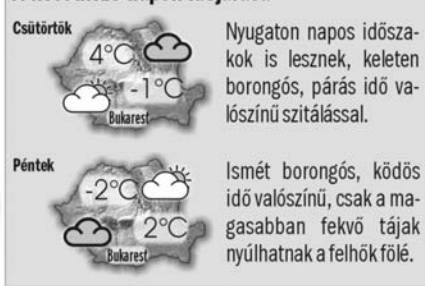 Csütörtök
4°C
-1°C
Bukarest
Nyugaton napos idősza-
kok is lesznek, keleten
borongós, párás idő va-
lószínű szitálással.
Péntek
-2°C
2°C
Bukarest
Ismét borongós, ködös
idő valószínű, csak a ma-
gasabban fekvő tájak
nyúlhatnak a felhők fölé.